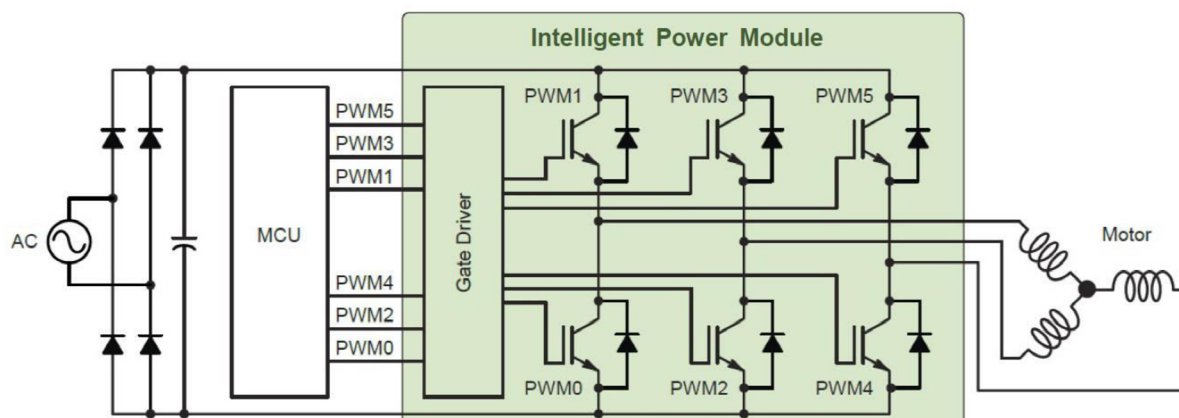 Intelligent Power Module
PWM1
PWM3
PWM5
PWM5
PWM3
PWM1
AC
MCU
Gate Driver
Motor
PWM4
PWM2
PWM0
PWM0
PWM2
PWM4